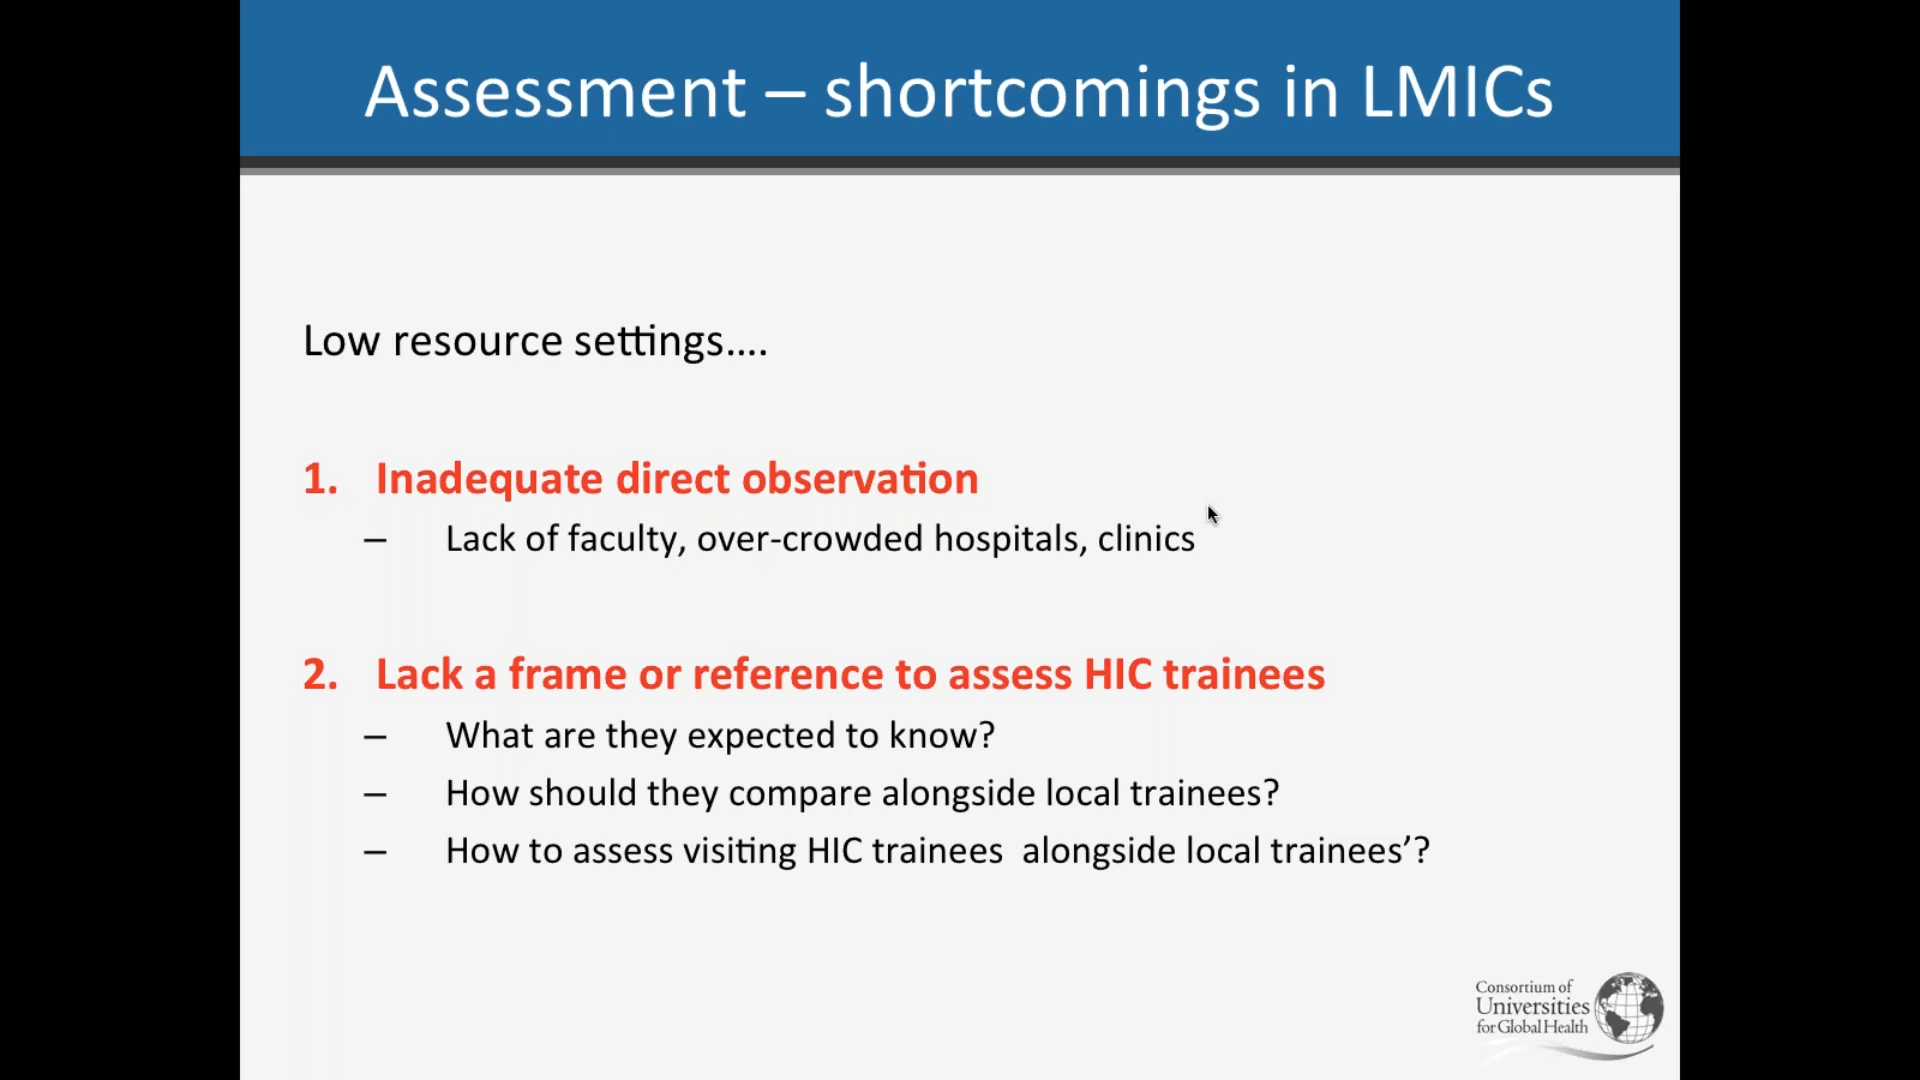 Assessment – shortcomings in LMICs
Low resource settings….
1. Inadequate direct observation
– Lack of faculty, over-crowded hospitals, clinics
2. Lack a frame or reference to assess HIC trainees
– What are they expected to know?
– How should they compare alongside local trainees?
– How to assess visiting HIC trainees  alongside local trainees’?
Consortium of
Universities
for Global Health